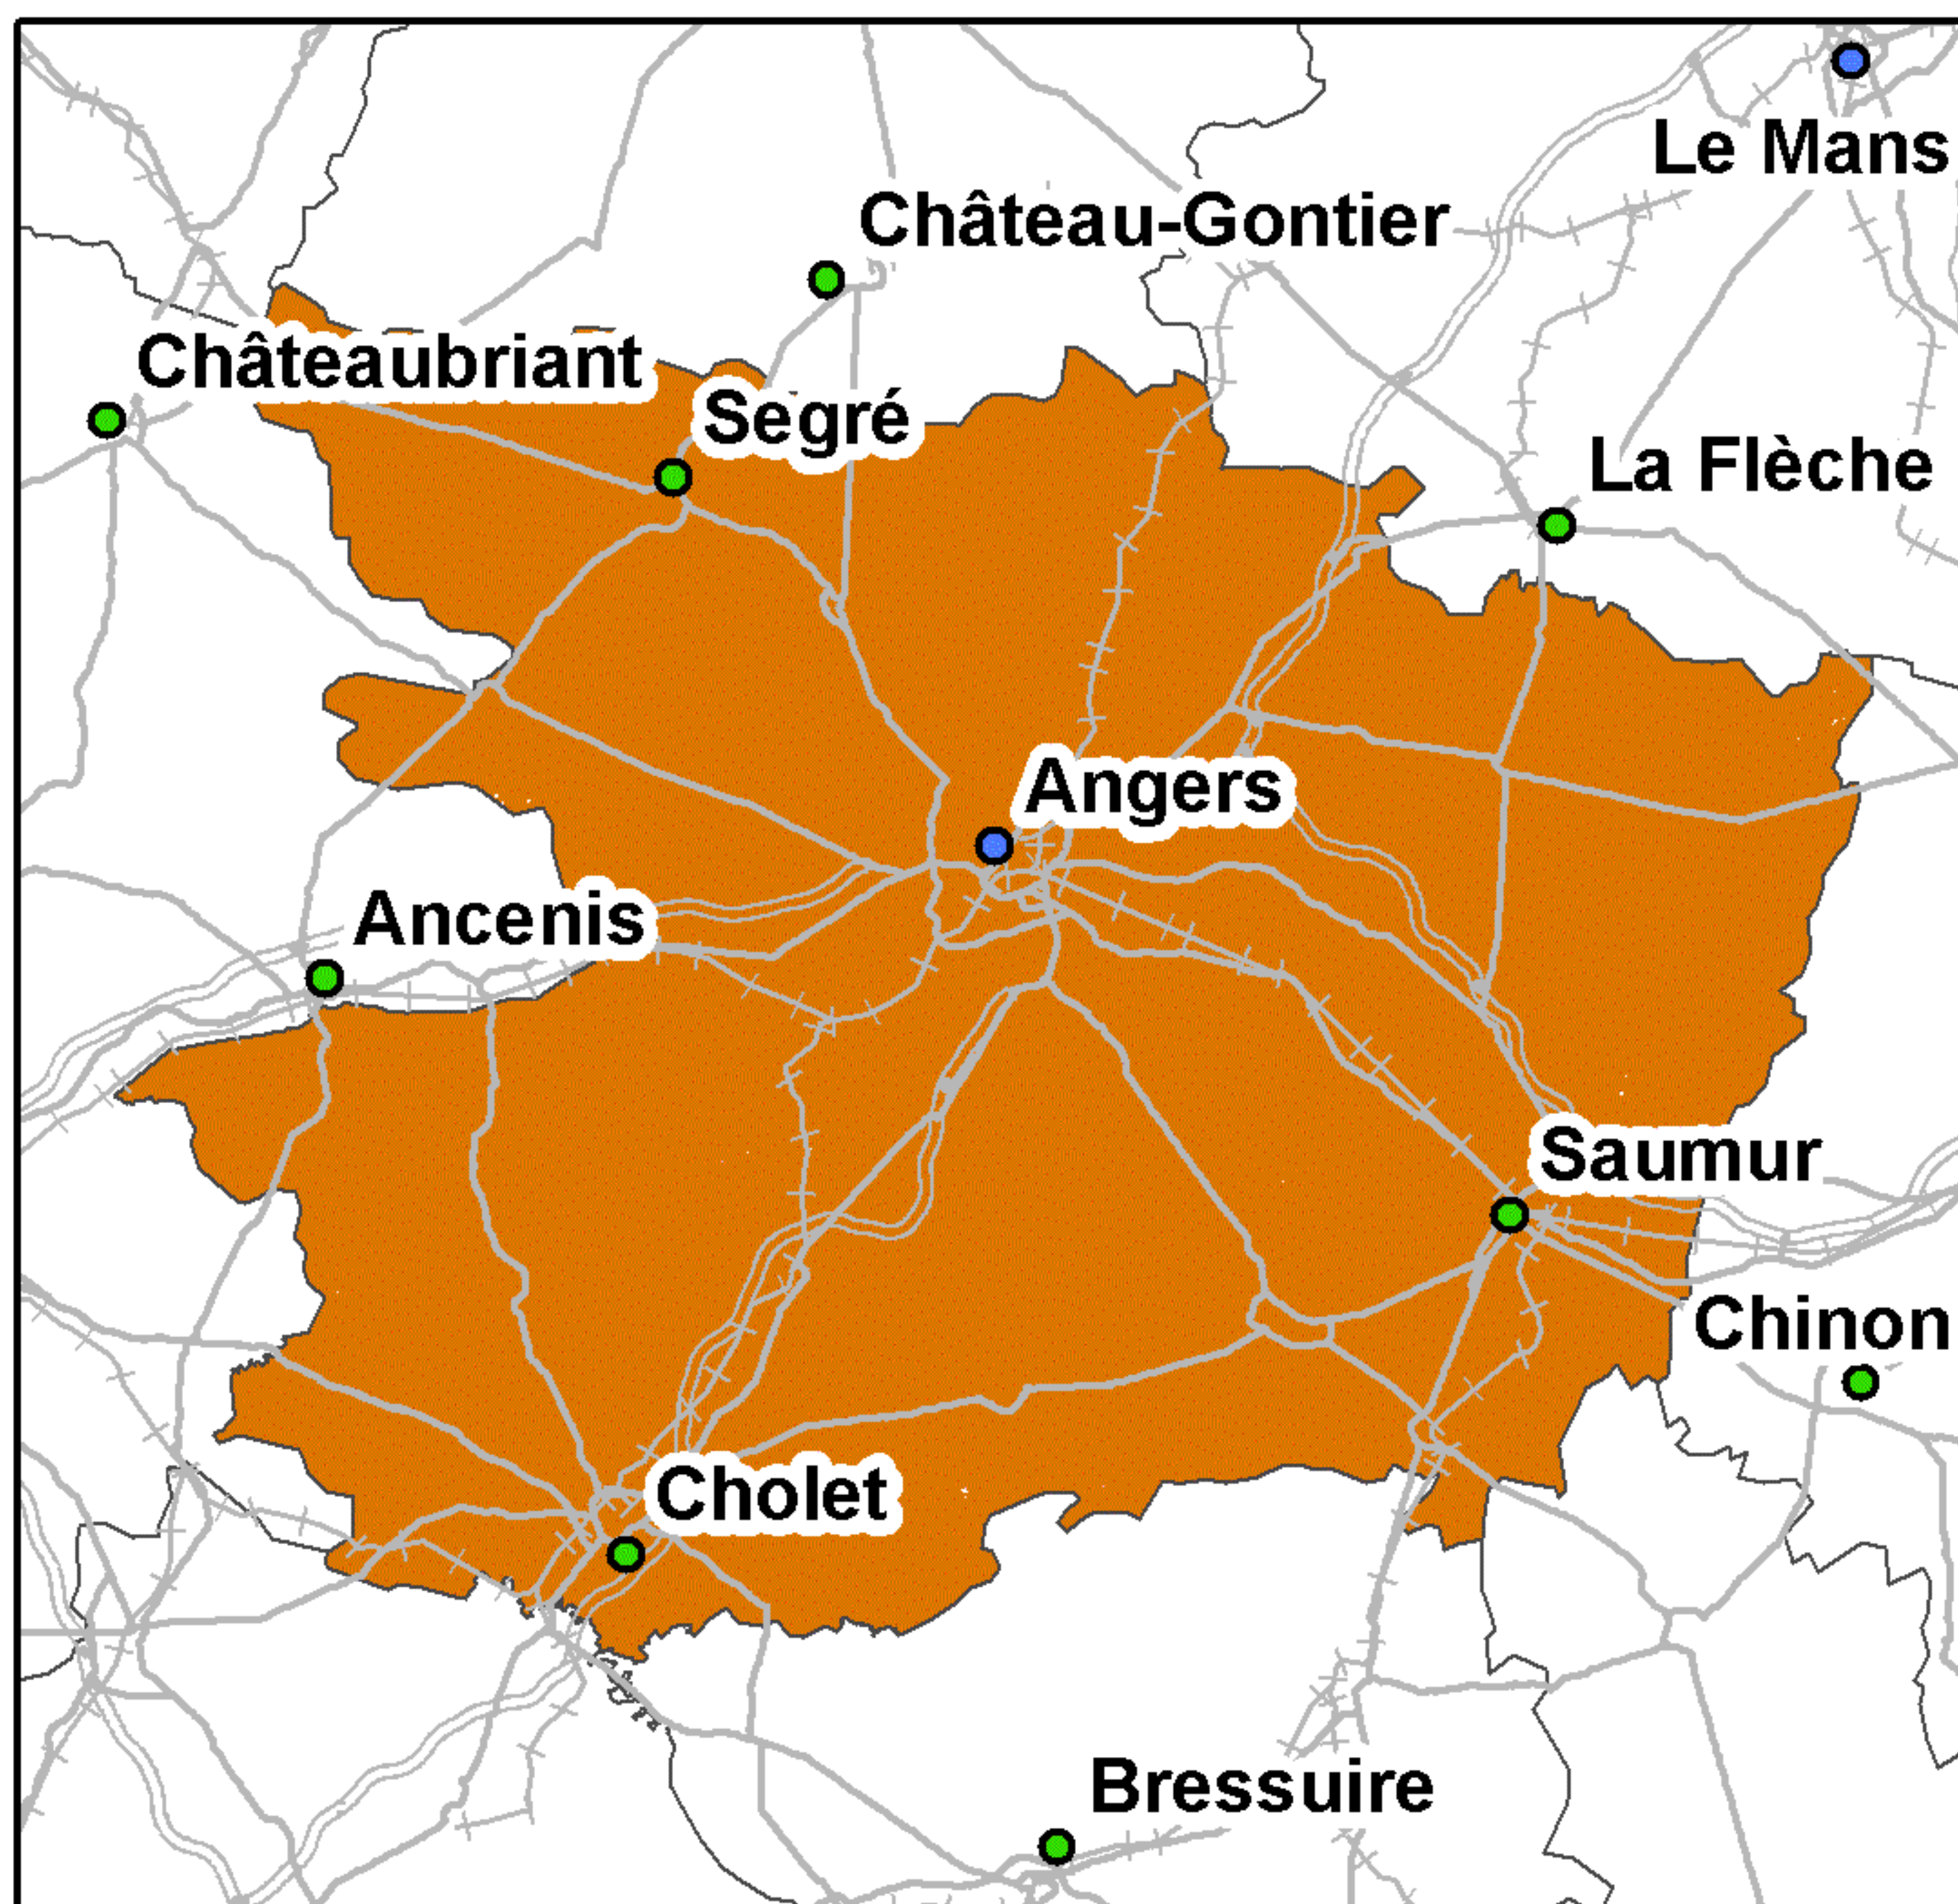 Le Mans
Château-Gontier
Châteaubriant
Segré
La Flèche
Angers
Ancenis
Saumur
Chinon
Cholet
Bressuire